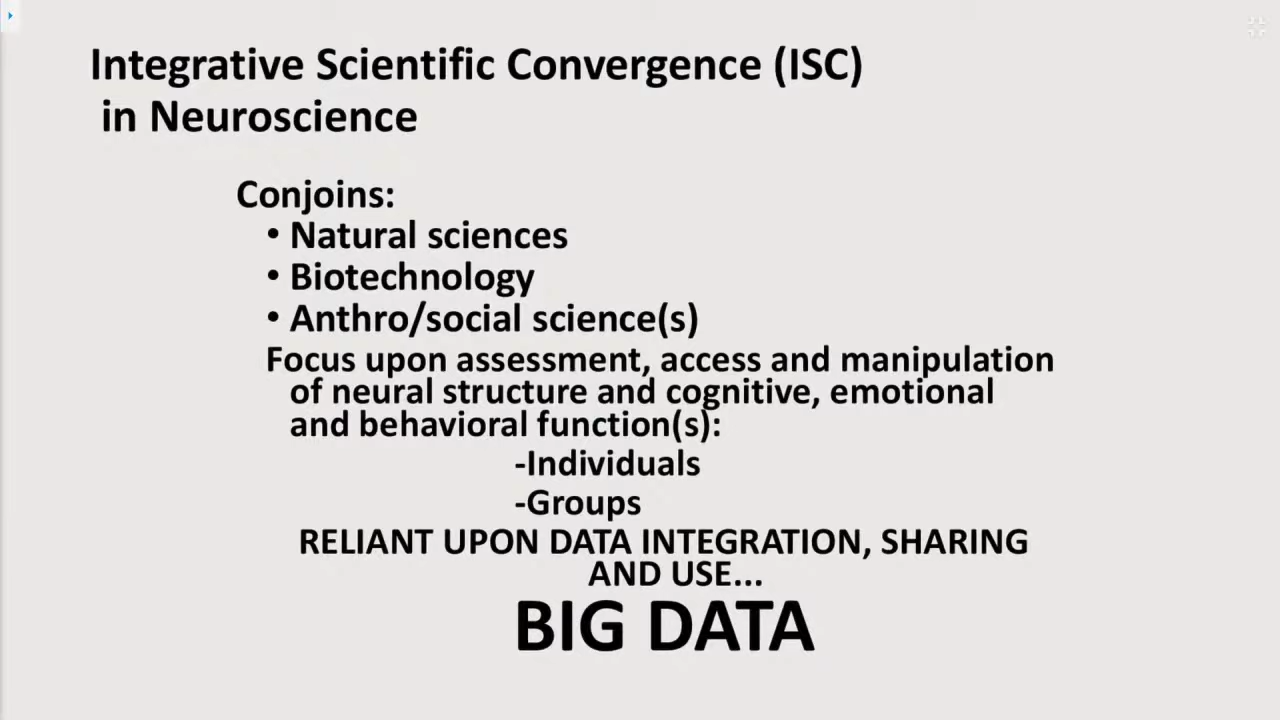 Integrative Scientific Convergence (ISC)
in Neuroscience
Conjoins:
• Natural sciences
• Biotechnology
• Anthro/social science(s)
Focus upon assessment, access and manipulation
of neural structure and cognitive, emotional
and behavioral function(s):
-Individuals
-Groups
RELIANT UPON DATA INTEGRATION, SHARING
AND USE...
BIG DATA